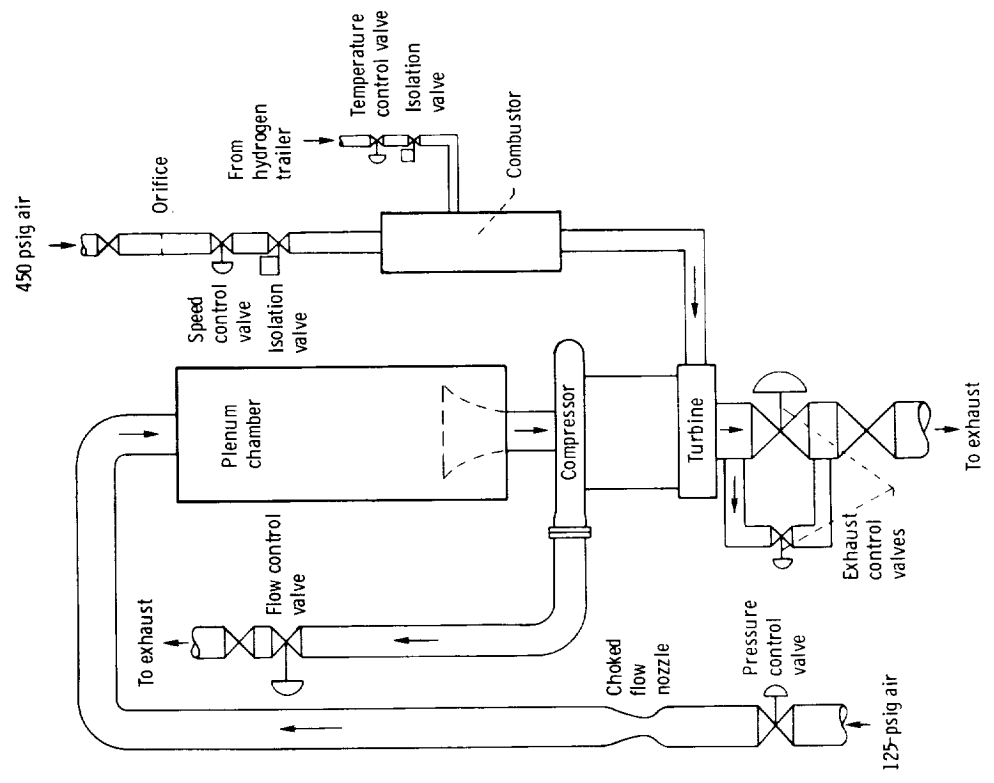 450 psig air
Orifice
Speed
control
valve
Isolation
valve
From
hydrogen
trailer
Temperature
control valve
Isolation
valve
Combustor
Plenum
chamber
Compressor
Turbine
To exhaust
Flow control
valve
To exhaust
Exhaust
control
valves
Choked
flow
nozzle
Pressure
control
valve
125-psig air